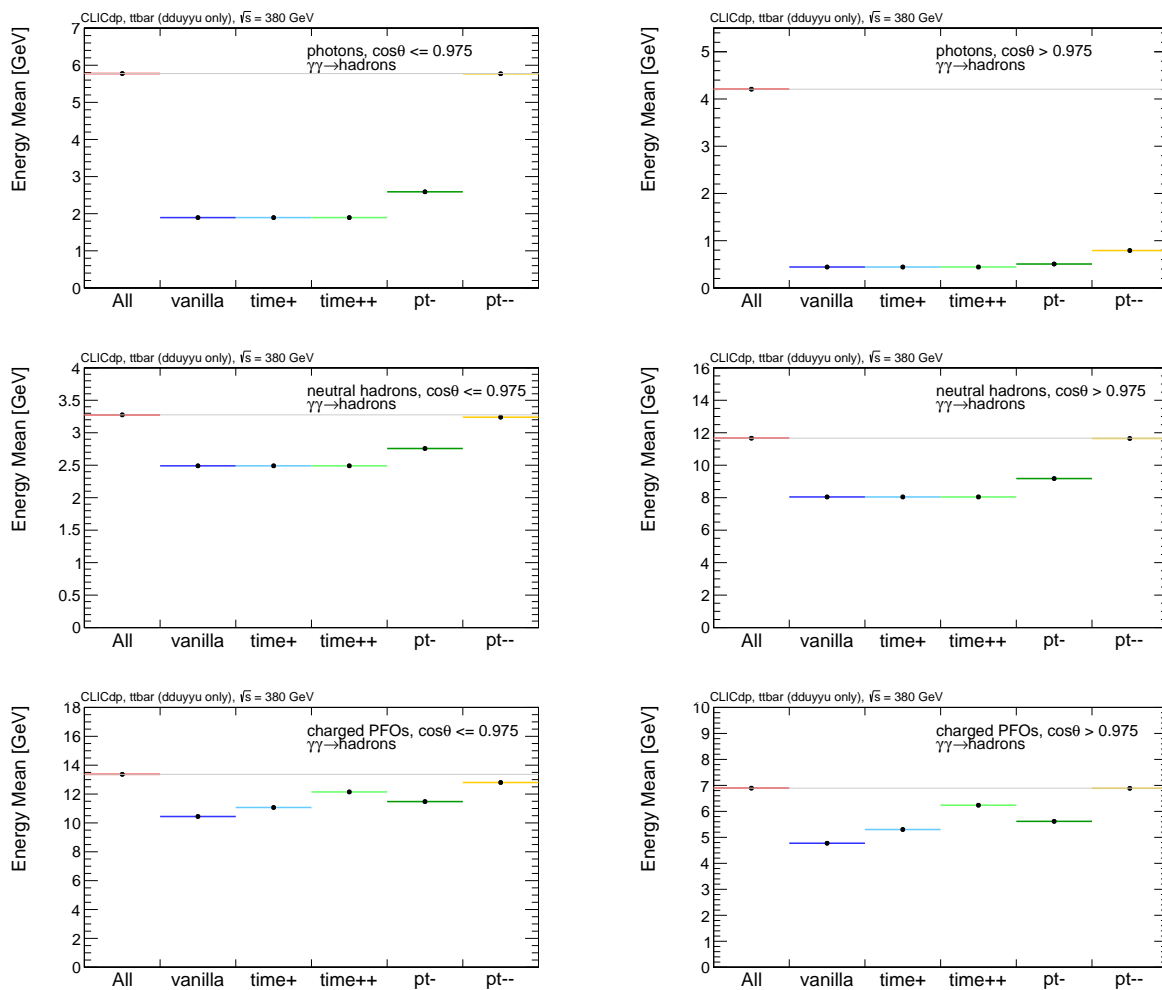 CLICdp, ttbar (dduyyu only), √s = 380 GeV
Energy Mean [GeV]
photons, cosθ <= 0.975
γγ→hadrons
7
6
5
4
3
2
1
0
All vanilla time+ time++ pt- pt--
CLICdp, ttbar (dduyyu only), √s = 380 GeV
Energy Mean [GeV]
photons, cosθ > 0.975
γγ→hadrons
5
4
3
2
1
0
All vanilla time+ time++ pt- pt--
CLICdp, ttbar (dduyyu only), √s = 380 GeV
Energy Mean [GeV]
neutral hadrons, cosθ <= 0.975
γγ→hadrons
4
3.5
3
2.5
2
1.5
1
0.5
0
All vanilla time+ time++ pt- pt--
CLICdp, ttbar (dduyyu only), √s = 380 GeV
Energy Mean [GeV]
neutral hadrons, cosθ > 0.975
γγ→hadrons
16
14
12
10
8
6
4
2
0
All vanilla time+ time++ pt- pt--
CLICdp, ttbar (dduyyu only), √s = 380 GeV
Energy Mean [GeV]
charged PFOs, cosθ <= 0.975
γγ→hadrons
18
16
14
12
10
8
6
4
2
0
All vanilla time+ time++ pt- pt--
CLICdp, ttbar (dduyyu only), √s = 380 GeV
Energy Mean [GeV]
charged PFOs, cosθ > 0.975
γγ→hadrons
10
9
8
7
6
5
4
3
2
1
0
All vanilla time+ time++ pt- pt--